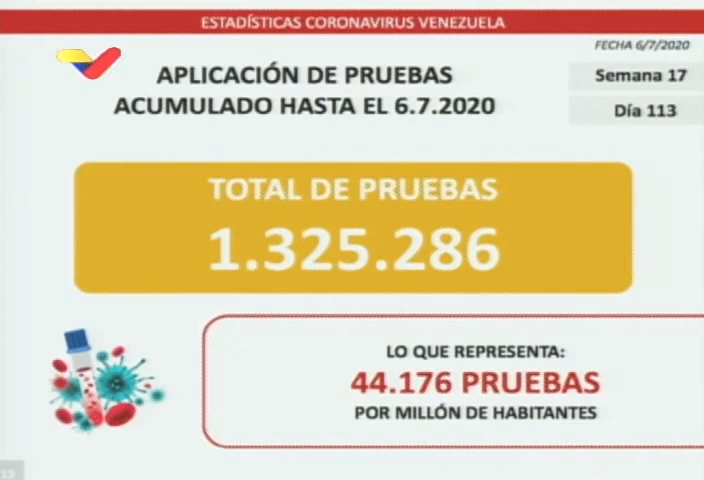 ESTADÍSTICAS CORONAVIRUS VENEZUELA
FECHA 6/7/2020
APLICACIÓN DE PRUEBAS
ACUMULADO HASTA EL 6.7.2020
Semana 17
Día 113
TOTAL DE PRUEBAS
1.325.286
LO QUE REPRESENTA:
44.176 PRUEBAS
POR MILLÓN DE HABITANTES
13